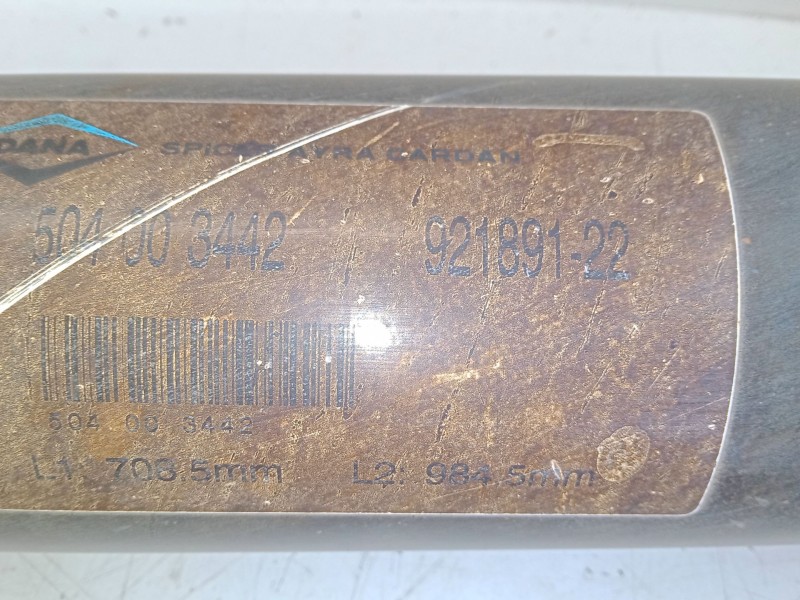 DANA SPICER AYRA CARDAN
504 00 3442 / 921891-22
504 00 3442
L1: 708.5mm L2: 984.5mm